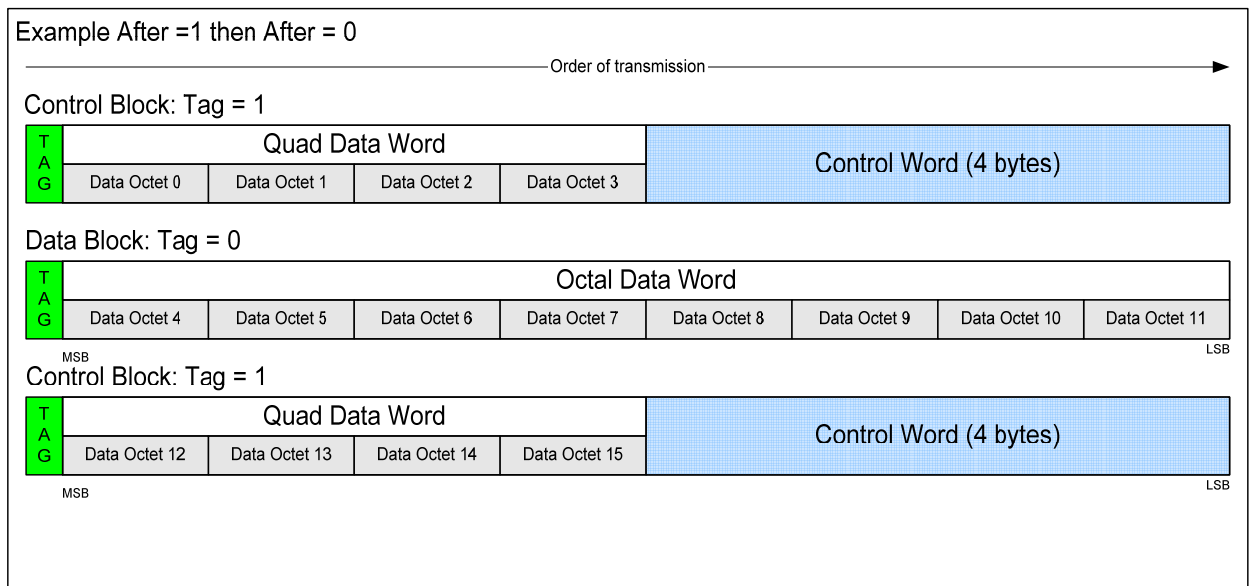 Example After =1 then After = 0
Order of transmission
Control Block: Tag = 1
TAG
Quad Data Word
Control Word (4 bytes)
Data Octet 0 Data Octet 1 Data Octet 2 Data Octet 3
Data Block: Tag = 0
TAG
Octal Data Word
Data Octet 4 Data Octet 5 Data Octet 6 Data Octet 7 Data Octet 8 Data Octet 9 Data Octet 10 Data Octet 11
MSB LSB
Control Block: Tag = 1
TAG
Quad Data Word
Control Word (4 bytes)
Data Octet 12 Data Octet 13 Data Octet 14 Data Octet 15
MSB LSB